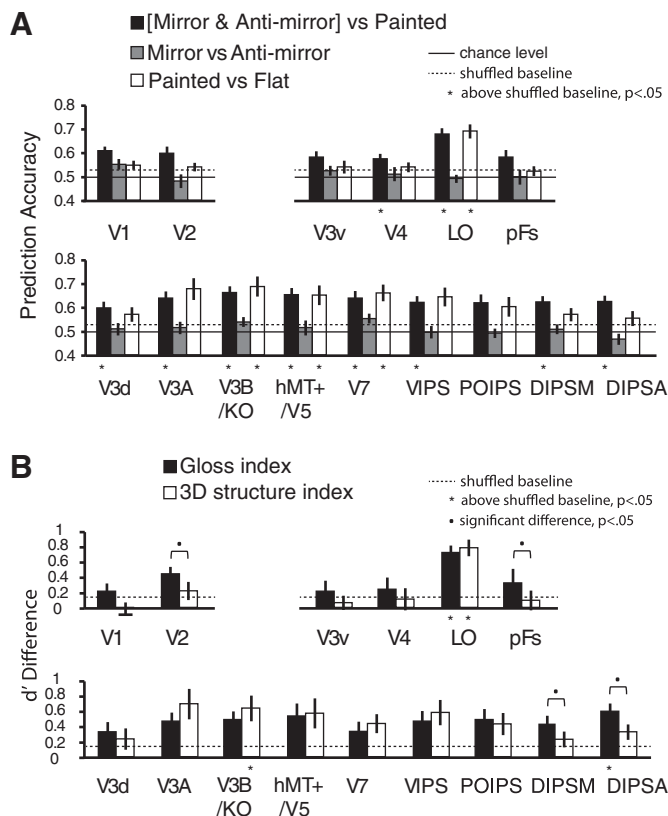 A
[Mirror & Anti-mirror] vs Painted
Mirror vs Anti-mirror
Painted vs Flat
chance level
shuffled baseline
* above shuffled baseline, p<.05
Prediction Accuracy
0.8
0.7
0.6
0.5
0.4
* * *
V1 V2 V3v V4 LO pFs
0.8
0.7
0.6
0.5
0.4
* * * * * * * * * * *
V3d V3A V3B hMT+ V7 VIPS POIPS DIPSM DIPSA
/KO /V5
B
Gloss index
3D structure index
shuffled baseline
* above shuffled baseline, p<.05
• significant difference, p<.05
d' Difference
1
0.8
0.6
0.4
0.2
0
• •
* *
V1 V2 V3v V4 LO pFs
1
0.8
0.6
0.4
0.2
0
• •
* *
V3d V3A V3B hMT+ V7 VIPS POIPS DIPSM DIPSA
/KO /V5